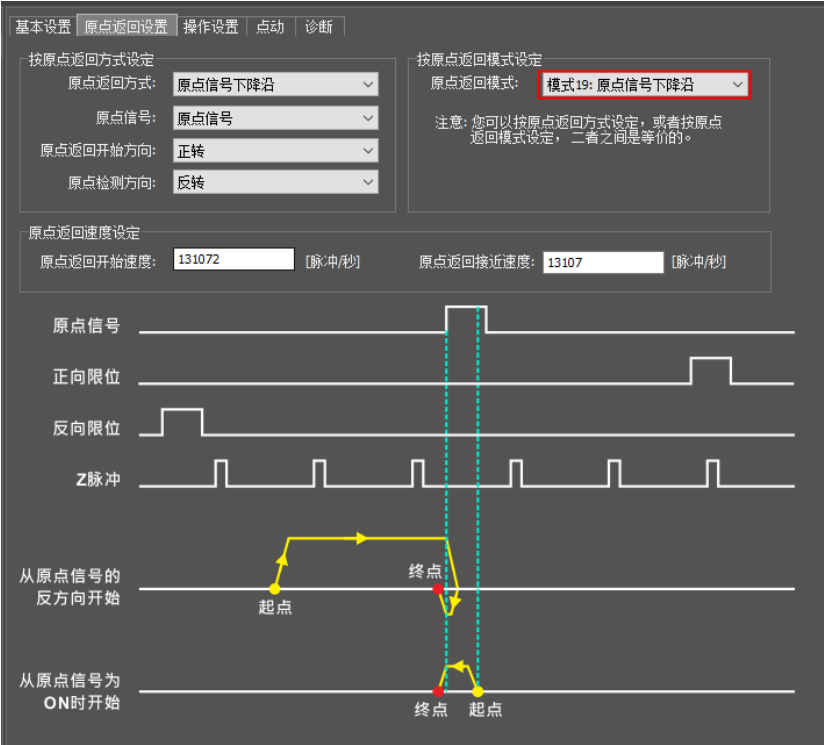 基本设置 原点返回设置 操作设置 点动 诊断
按原点返回方式设定
原点返回方式: 原点信号下降沿
原点信号: 原点信号
原点返回开始方向: 正转
原点检测方向: 反转
按原点返回模式设定
原点返回模式: 模式19: 原点信号下降沿
注意: 您可以按原点返回方式设定，或者按原点
返回模式设定，二者之间是等价的。
原点返回速度设定
原点返回开始速度: 131072 [脉冲/秒] 原点返回接近速度: 13107 [脉冲/秒]
原点信号
正向限位
反向限位
Z脉冲
从原点信号的
反方向开始
终点
起点
从原点信号为
ON时开始
终点 起点